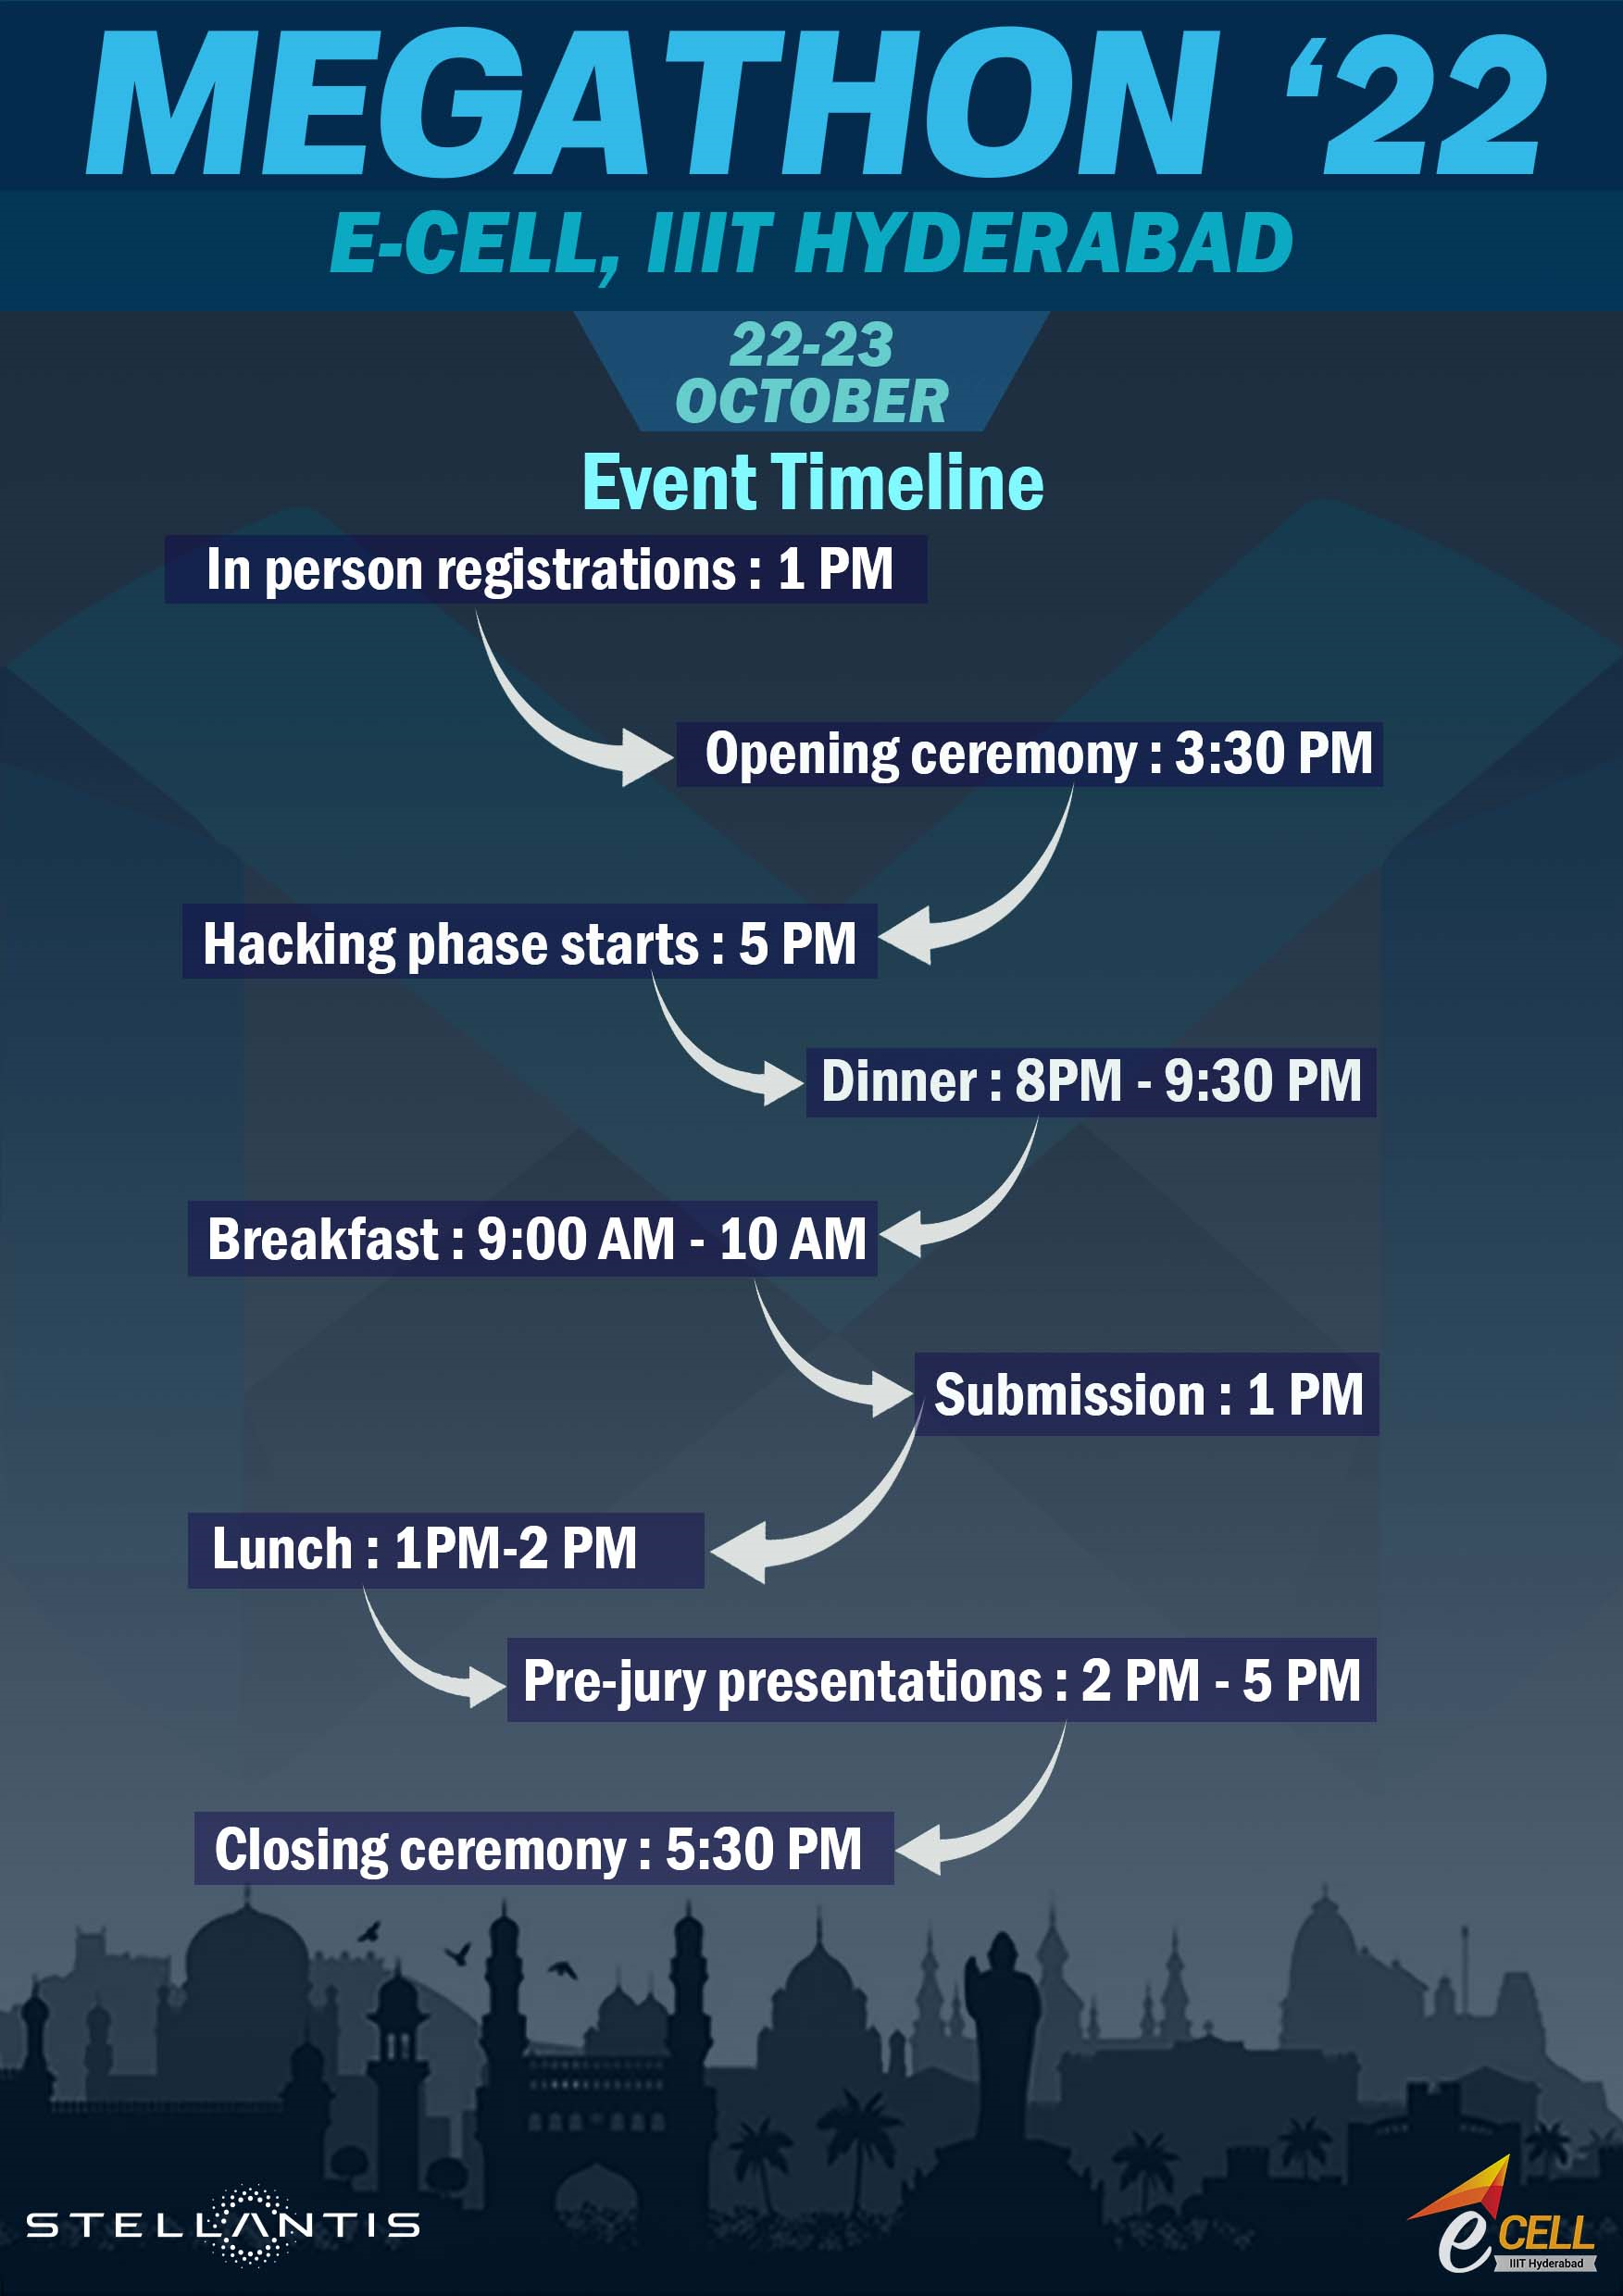 MEGATHON ‘22
E-CELL, IIIT HYDERABAD
22-23
OCTOBER
Event Timeline
In person registrations : 1 PM
Opening ceremony : 3:30 PM
Hacking phase starts : 5 PM
Dinner : 8PM - 9:30 PM
Breakfast : 9:00 AM - 10 AM
Submission : 1 PM
Lunch : 1PM-2 PM
Pre-jury presentations : 2 PM - 5 PM
Closing ceremony : 5:30 PM
STELLANTIS
e CELL
IIIT Hyderabad